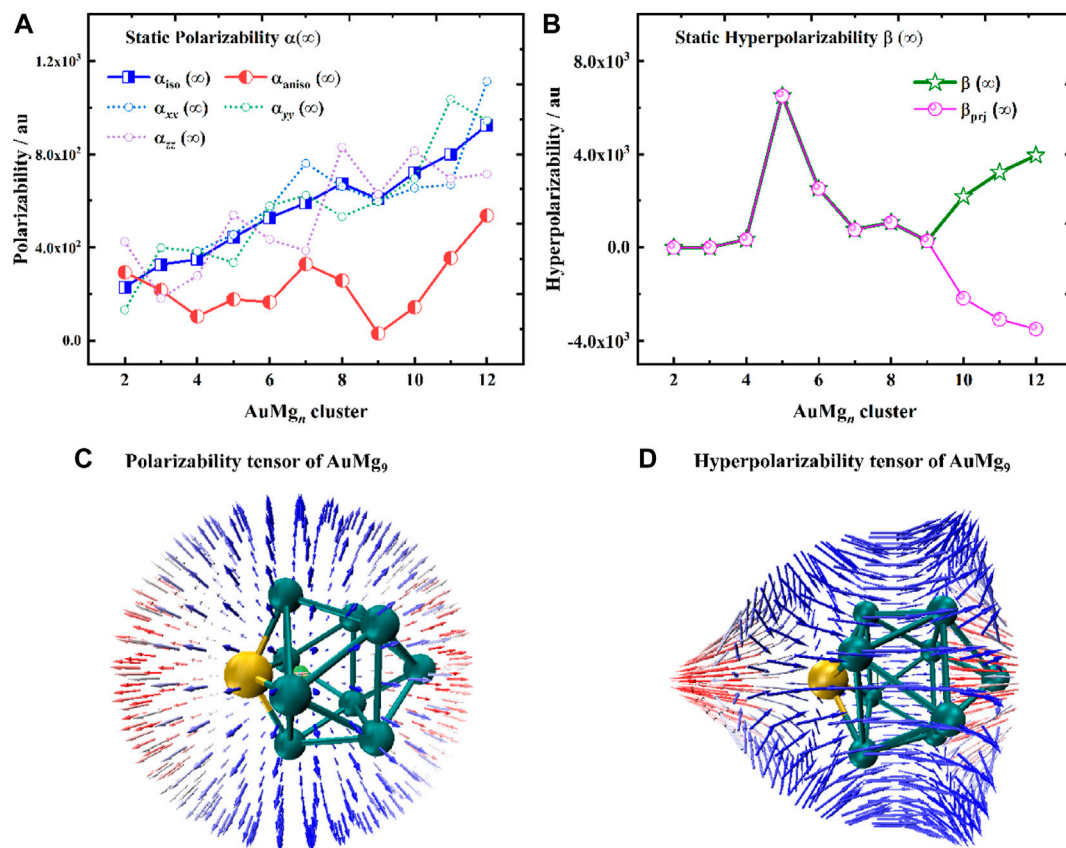 A
Static Polarizability α(∞)
α_iso (∞) α_aniso (∞)
α_xx (∞) α_yy (∞)
α_zz (∞)
Polarizability / au
1.2x10³
8.0x10²
4.0x10²
0.0
2 4 6 8 10 12
AuMg_n cluster
B
Static Hyperpolarizability β (∞)
β (∞)
β_prj (∞)
Hyperpolarizability / au
8.0x10³
4.0x10³
0.0
-4.0x10³
2 4 6 8 10 12
AuMg_n cluster
C Polarizability tensor of AuMg₉
D Hyperpolarizability tensor of AuMg₉